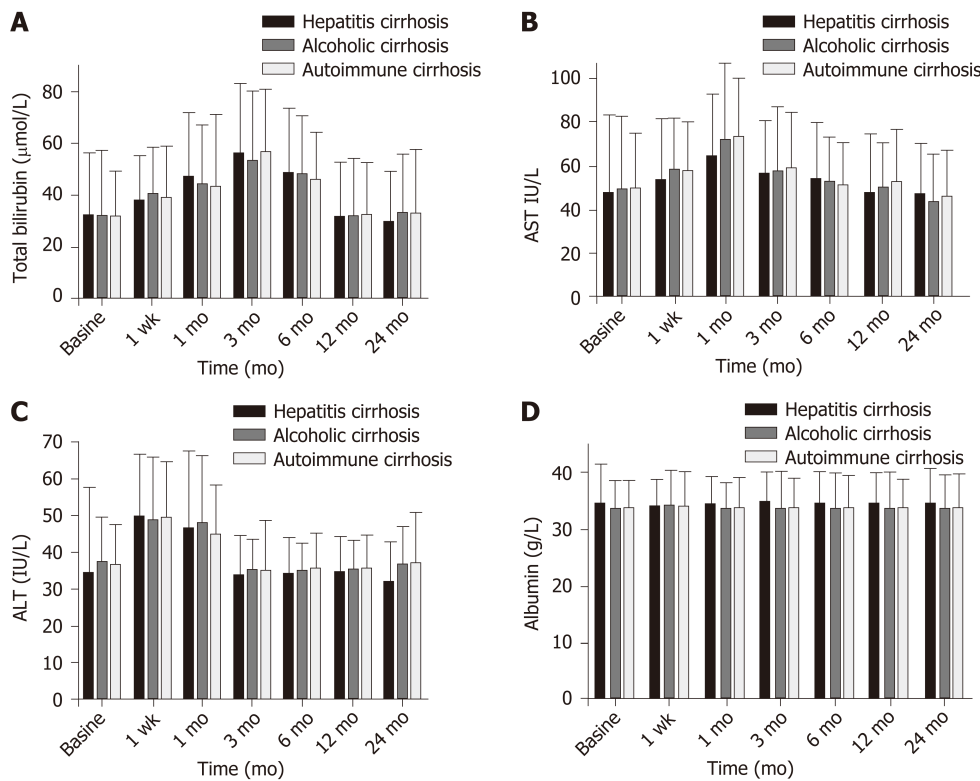 A
Hepatitis cirrhosis
Alcoholic cirrhosis
Autoimmune cirrhosis
Total bilirubin (μmol/L)
80
60
40
20
0
Basine
1 wk
1 mo
3 mo
6 mo
12 mo
24 mo
Time (mo)
B
Hepatitis cirrhosis
Alcoholic cirrhosis
Autoimmune cirrhosis
AST IU/L
100
80
60
40
20
0
Basine
1 wk
1 mo
3 mo
6 mo
12 mo
24 mo
Time (mo)
C
Hepatitis cirrhosis
Alcoholic cirrhosis
Autoimmune cirrhosis
ALT (IU/L)
70
60
50
40
30
20
10
0
Basine
1 wk
1 mo
3 mo
6 mo
12 mo
24 mo
Time (mo)
D
Hepatitis cirrhosis
Alcoholic cirrhosis
Autoimmune cirrhosis
Albumin (g/L)
40
30
20
10
0
Basine
1 wk
1 mo
3 mo
6 mo
12 mo
24 mo
Time (mo)